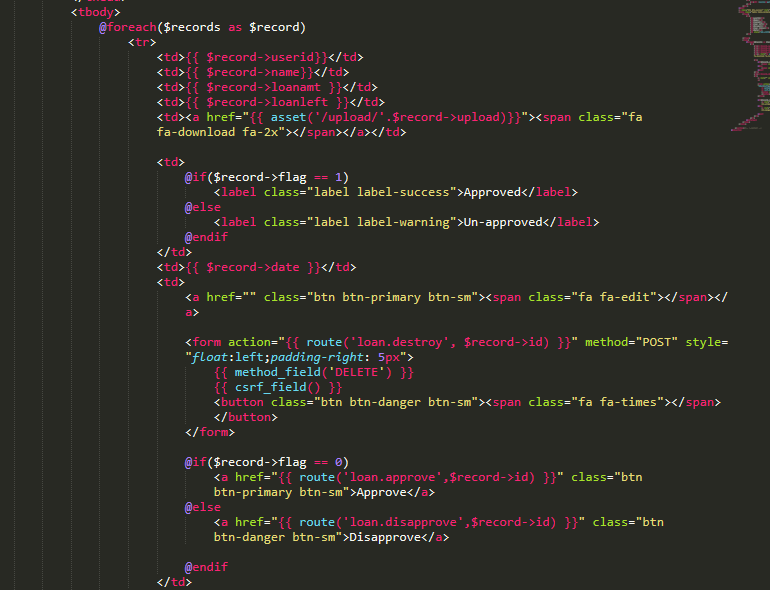 <tbody>
@foreach($records as $record)
<tr>
<td>{{ $record->userid}}</td>
<td>{{ $record->name}}</td>
<td>{{ $record->loanamt }}</td>
<td>{{ $record->loanleft }}</td>
<td><a href="{{ asset('/upload/'.$record->upload)}}"><span class="fa
fa-download fa-2x"></span></a></td>
<td>
@if($record->flag == 1)
<label class="label label-success">Approved</label>
@else
<label class="label label-warning">Un-approved</label>
@endif
</td>
<td>{{ $record->date }}</td>
<td>
<a href="" class="btn btn-primary btn-sm"><span class="fa fa-edit"></span></
a>
<form action="{{ route('loan.destroy', $record->id) }}" method="POST" style=
"float:left;padding-right: 5px">
{{ method_field('DELETE') }}
{{ csrf_field() }}
<button class="btn btn-danger btn-sm"><span class="fa fa-times"></span>
</button>
</form>
@if($record->flag == 0)
<a href="{{ route('loan.approve',$record->id) }}" class="btn
btn-primary btn-sm">Approve</a>
@else
<a href="{{ route('loan.disapprove',$record->id) }}" class="btn
btn-danger btn-sm">Disapprove</a>
@endif
</td>